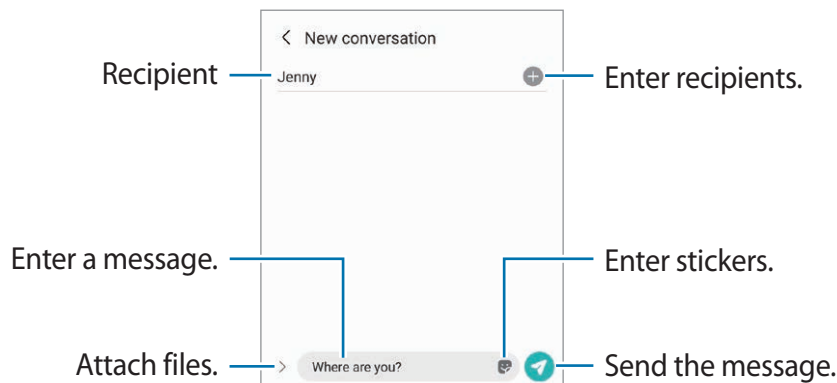 New conversation
Recipient
Jenny
Enter recipients.
Enter a message.
Enter stickers.
Attach files.
Where are you?
Send the message.